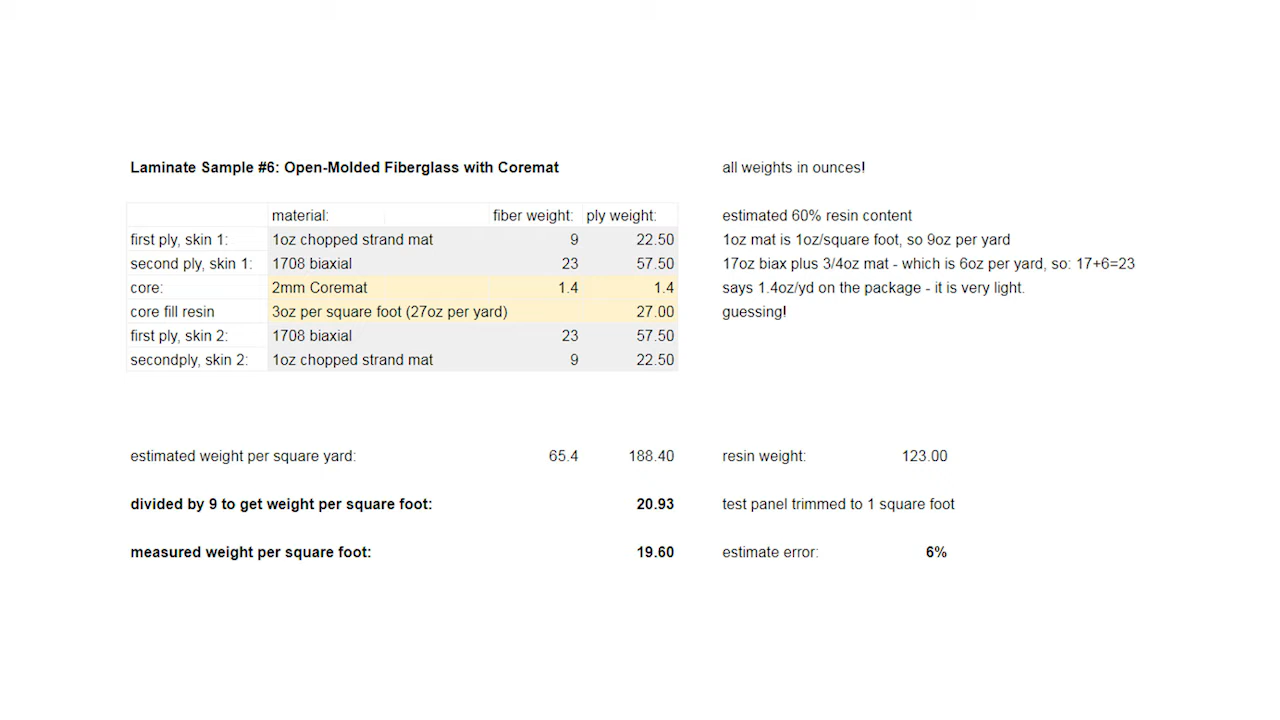 Laminate Sample #6: Open-Molded Fiberglass with Coremat all weights in ounces!
material: fiber weight: ply weight: estimated 60% resin content
first ply, skin 1: 1oz chopped strand mat 9 22.50 1oz mat is 1oz/square foot, so 9oz per yard
second ply, skin 1: 1708 biaxial 23 57.50 17oz biax plus 3/4oz mat - which is 6oz per yard, so: 17+6=23
core: 2mm Coremat 1.4 1.4 says 1.4oz/yd on the package - it is very light.
core fill resin 3oz per square foot (27oz per yard) 27.00 guessing!
first ply, skin 2: 1708 biaxial 23 57.50
secondply, skin 2: 1oz chopped strand mat 9 22.50
estimated weight per square yard: 65.4 188.40 resin weight: 123.00
divided by 9 to get weight per square foot: 20.93 test panel trimmed to 1 square foot
measured weight per square foot: 19.60 estimate error: 6%